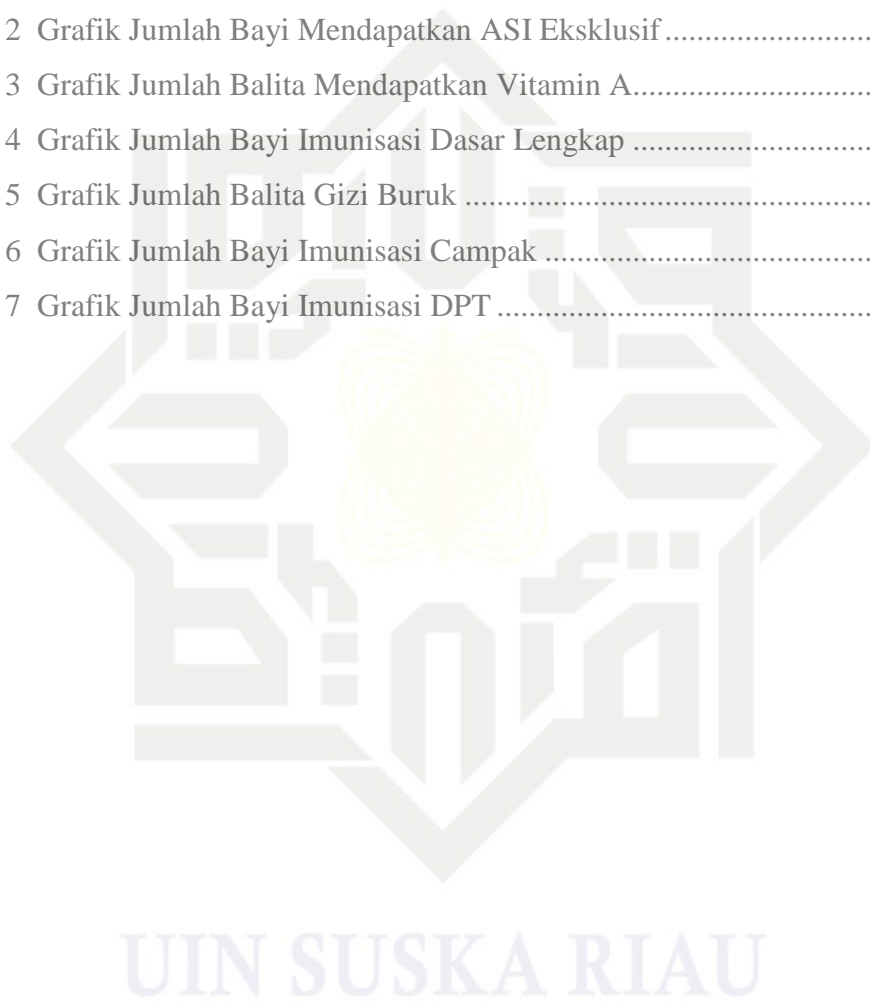 2 Grafik Jumlah Bayi Mendapatkan ASI Eksklusif ..........................
3 Grafik Jumlah Balita Mendapatkan Vitamin A..............................
4 Grafik Jumlah Bayi Imunisasi Dasar Lengkap ..............................
5 Grafik Jumlah Balita Gizi Buruk ...................................................
6 Grafik Jumlah Bayi Imunisasi Campak .........................................
7 Grafik Jumlah Bayi Imunisasi DPT ...............................................
UIN SUSKA RIAU